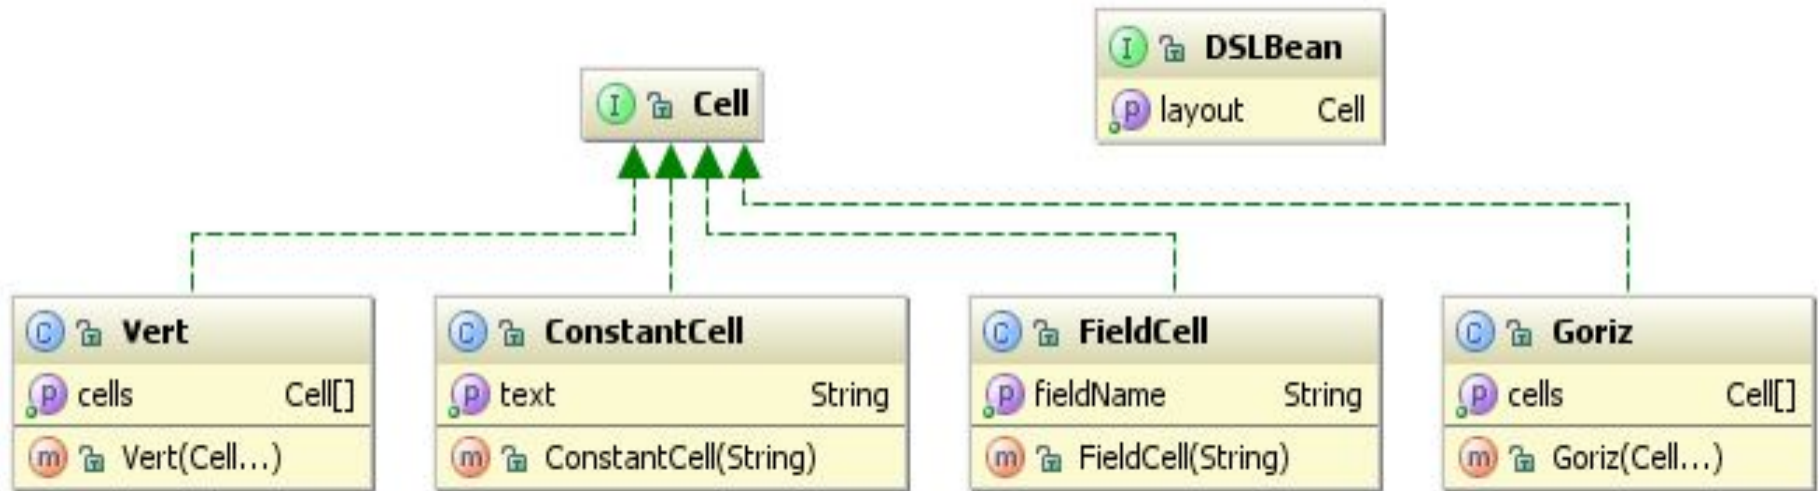 DSLBean
layout Cell
Cell
Vert
cells Cell[]
Vert(Cell...)
ConstantCell
text String
ConstantCell(String)
FieldCell
fieldName String
FieldCell(String)
Goriz
cells Cell[]
Goriz(Cell...)